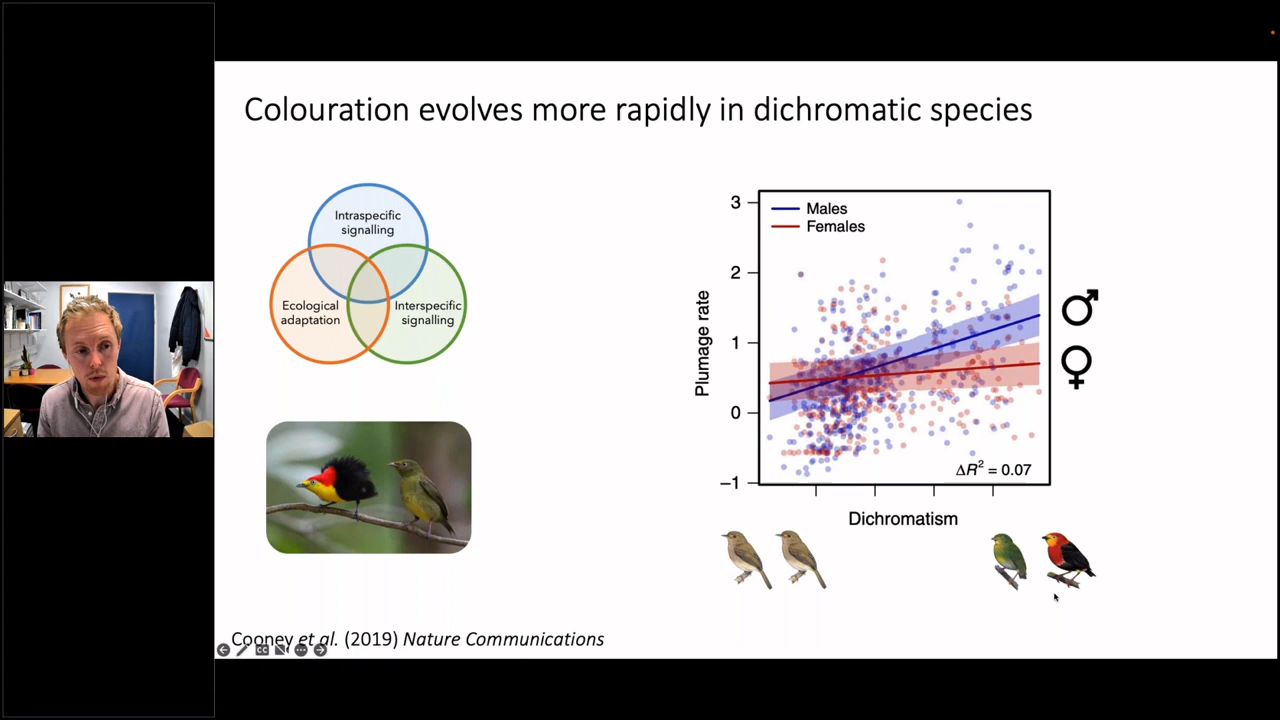 Colouration evolves more rapidly in dichromatic species
Intraspecific
signalling
Ecological
adaptation
Interspecific
signalling
Plumage rate
3
2
1
0
−1
Males
Females
ΔR² = 0.07
Dichromatism
♂
♀
Cooney et al. (2019) Nature Communications
CC